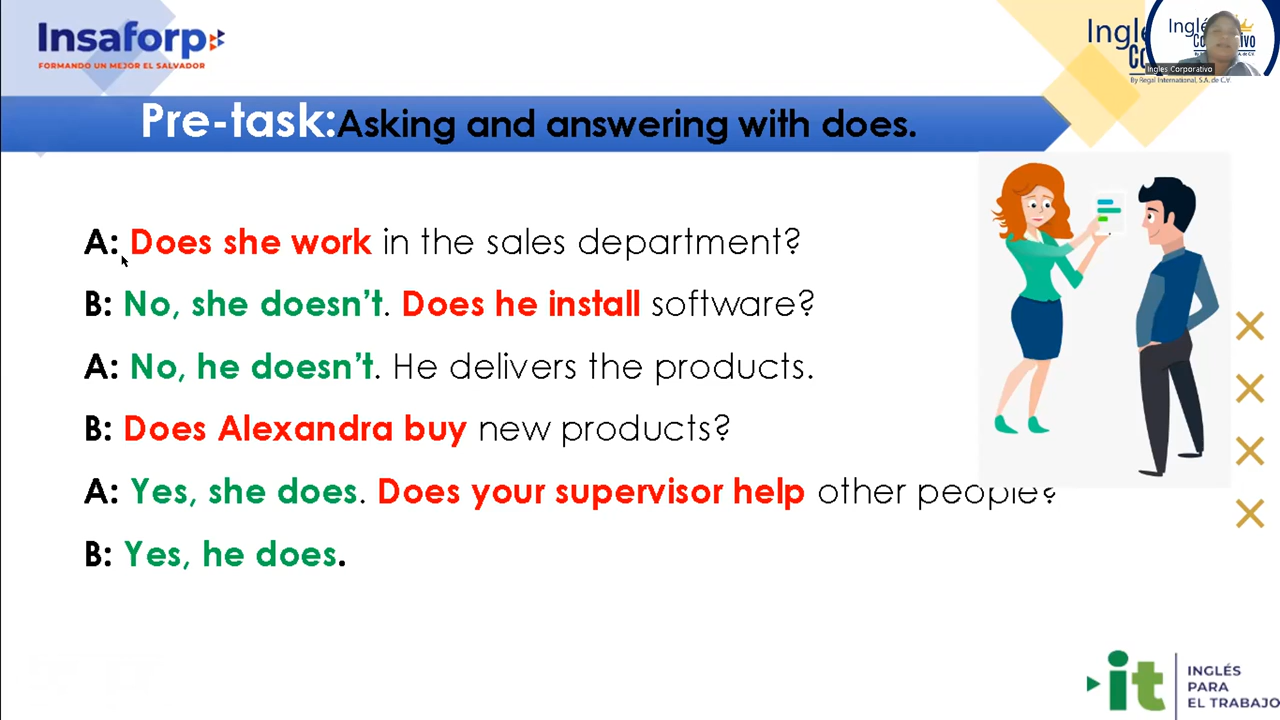 Insaforp
FORMANDO UN MEJOR EL SALVADOR
Inglés Corporativo
By Regal International, S.A. de C.V.
Pre-task:Asking and answering with does.
A: Does she work in the sales department?
B: No, she doesn't. Does he install software?
A: No, he doesn't. He delivers the products.
B: Does Alexandra buy new products?
A: Yes, she does. Does your supervisor help other people?
B: Yes, he does.
it
INGLÉS
PARA
EL TRABAJO